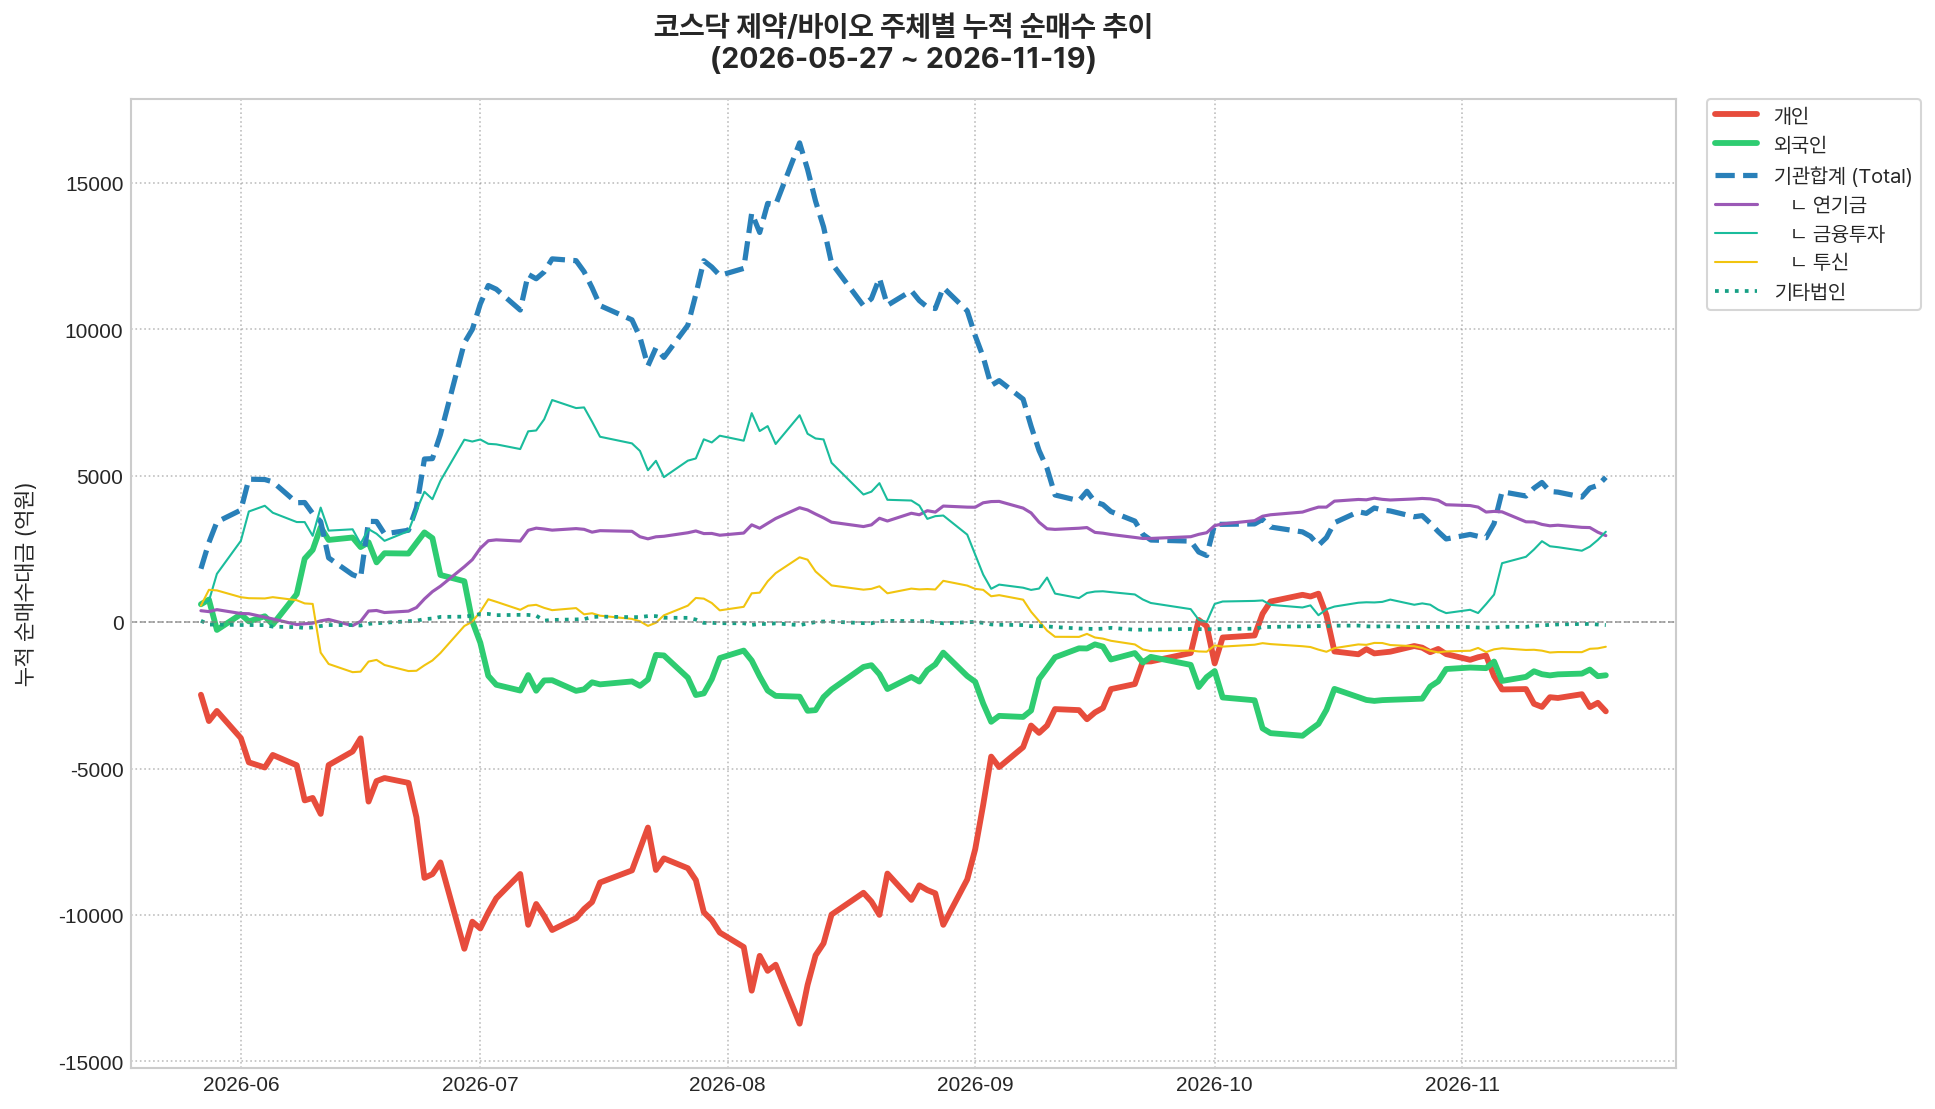 코스닥 제약/바이오 주체별 누적 순매수 추이
(2026-05-27 ~ 2026-11-19)
누적 순매수대금 (억원)
15000
10000
5000
0
-5000
-10000
-15000
2026-06
2026-07
2026-08
2026-09
2026-10
2026-11
개인
외국인
기관합계 (Total)
ㄴ 연기금
ㄴ 금융투자
ㄴ 투신
기타법인